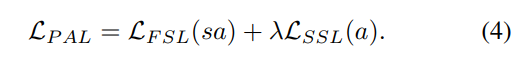 ℒ_{PAL} = ℒ_{FSL}(sa) + λℒ_{SSL}(a). (4)